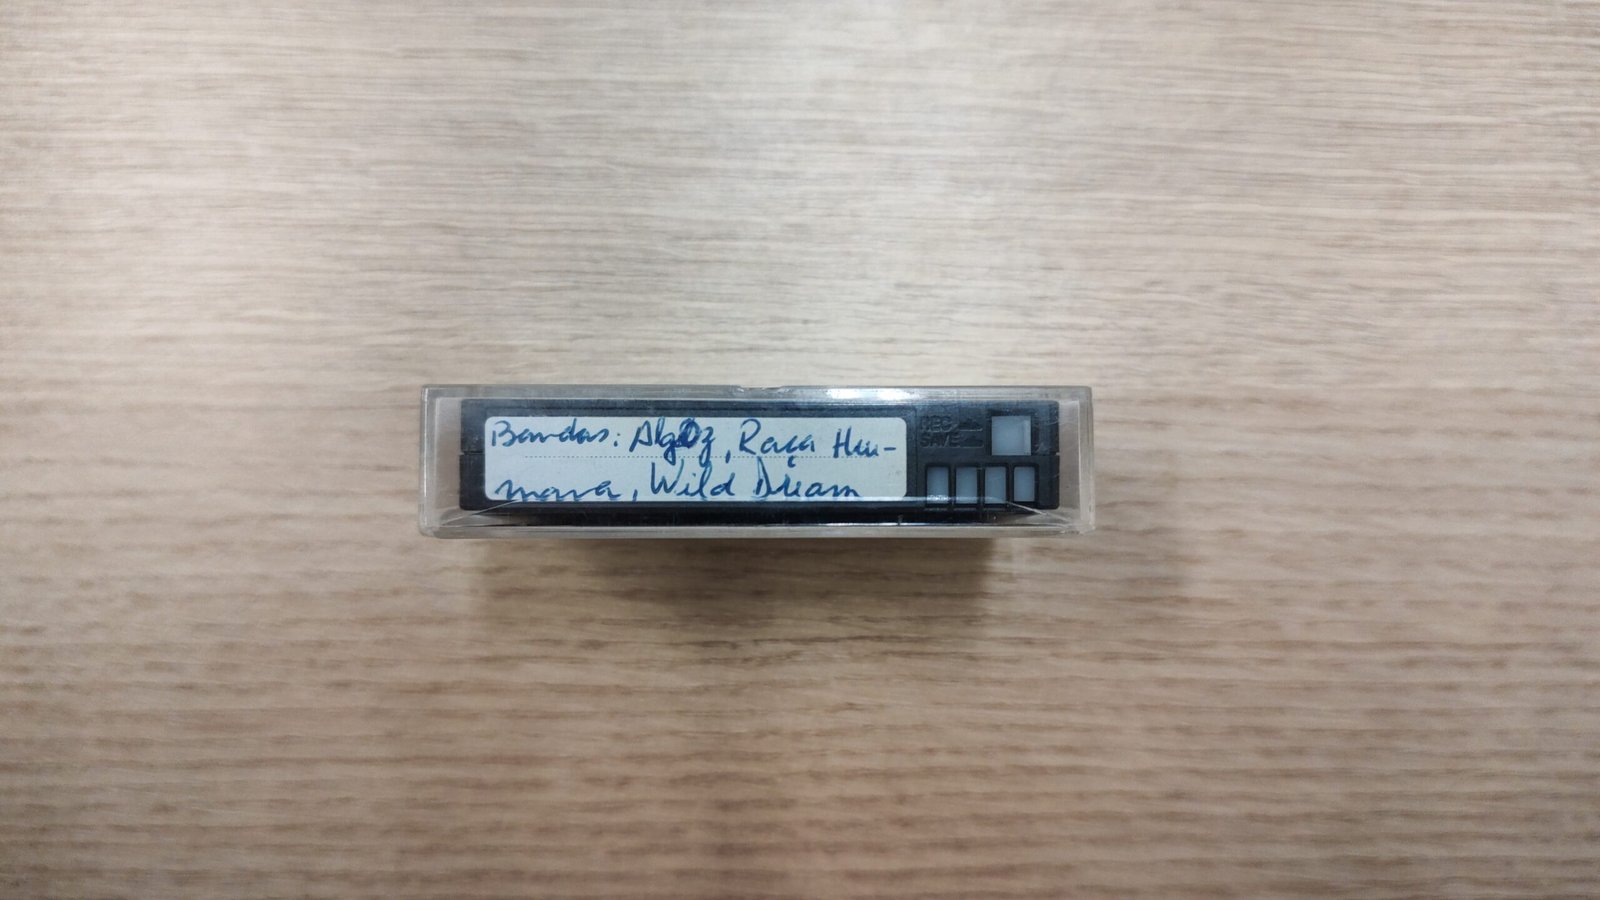 Bandas: Algoz, Raça Hu-
mana, Wild Dream
REC
SAVE